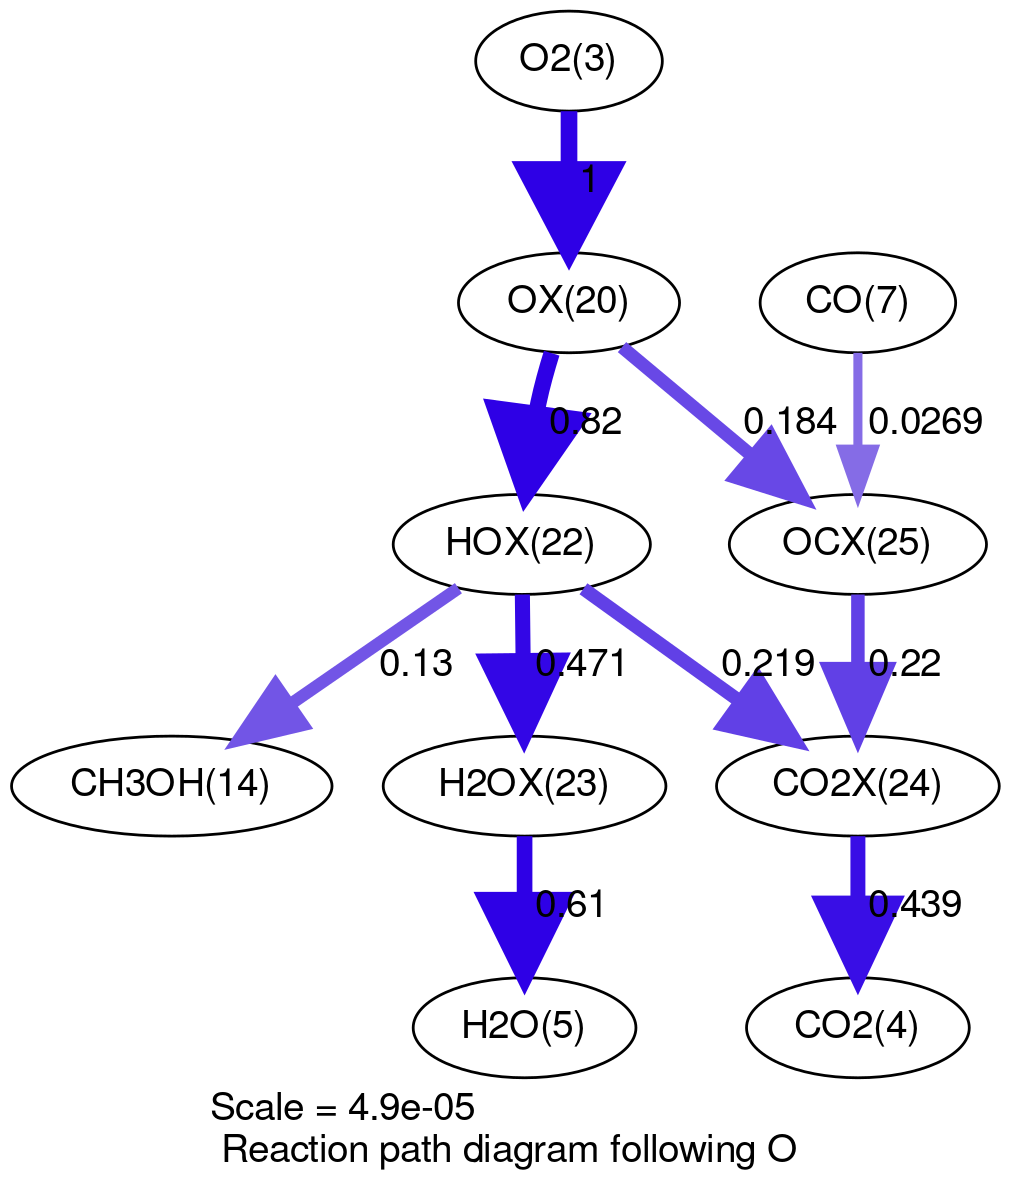 O2(3)
1
OX(20)
CO(7)
0.82
0.184
0.0269
HOX(22)
OCX(25)
0.13
0.471
0.219
0.22
CH3OH(14)
H2OX(23)
CO2X(24)
0.61
0.439
H2O(5)
CO2(4)
Scale = 4.9e-05
Reaction path diagram following O